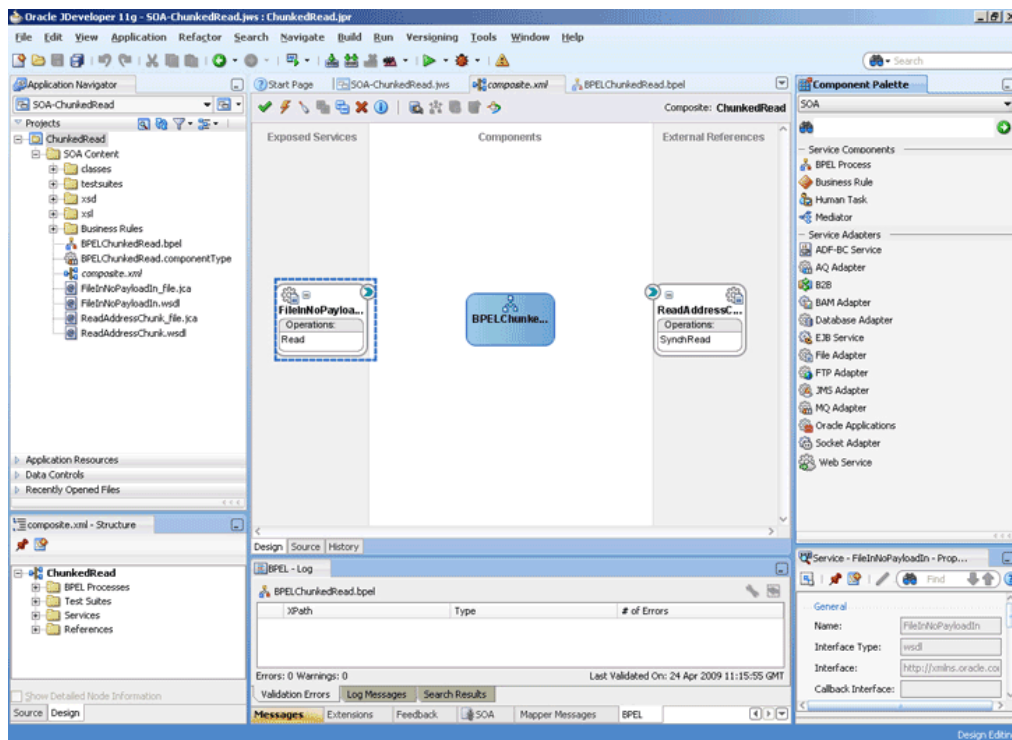 Oracle JDeveloper 11g - SOA-ChunkedRead.jws : ChunkedRead.jpr
File Edit View Application Refactor Search Navigate Build Run Versioning Tools Window Help
Search
Application Navigator
SOA-ChunkedRead
Projects
ChunkedRead
SOA Content
classes
testsuites
xsd
xsl
Business Rules
BPELChunkedRead.bpel
BPELChunkedRead.componentType
composite.xml
FileInNoPayloadIn_file.jca
FileInNoPayloadIn.wsdl
ReadAddressChunk_file.jca
ReadAddressChunk.wsdl
Application Resources
Data Controls
Recently Opened Files
composite.xml - Structure
ChunkedRead
BPEL Processes
Test Suites
Services
References
Show Detailed Node Information
Source Design
Start Page SOA-ChunkedRead.jws composite.xml BPELChunkedRead.bpel
Composite: ChunkedRead
Exposed Services Components External References
FileInNoPayloa...
Operations:
Read
BPELChunke...
ReadAddressC...
Operations:
SynchRead
Design Source History
BPEL - Log
BPELChunkedRead.bpel
XPath Type # of Errors
Errors: 0 Warnings: 0 Last Validated On: 24 Apr 2009 11:15:55 GMT
Validation Errors Log Messages Search Results
Messages Extensions Feedback SOA Mapper Messages BPEL
Component Palette
SOA
Service Components
BPEL Process
Business Rule
Human Task
Mediator
Service Adapters
ADF-BC Service
AQ Adapter
B2B
BAM Adapter
Database Adapter
EJB Service
File Adapter
FTP Adapter
JMS Adapter
MQ Adapter
Oracle Applications
Socket Adapter
Web Service
Service - FileInNoPayloadIn - Prop...
Find
General
Name: FileInNoPayloadIn
Interface Type: wsdl
Interface: http://xmlns.oracle.co
Callback Interface:
Design Editin